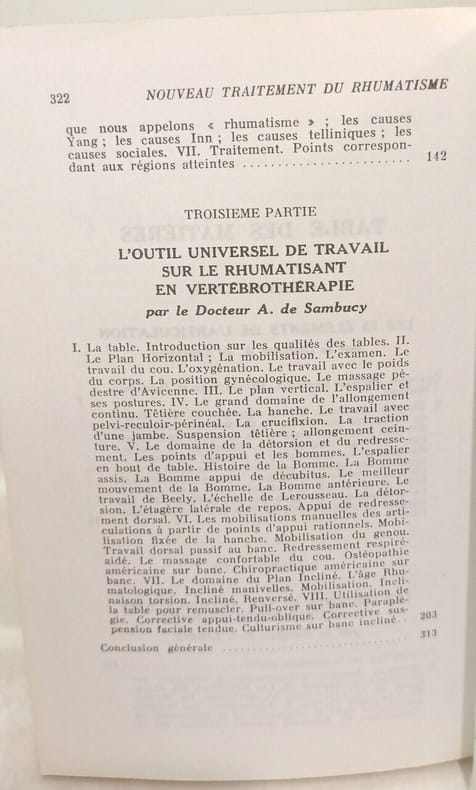 322 NOUVEAU TRAITEMENT DU RHUMATISME
que nous appelons « rhumatisme » ; les causes
Yang ; les causes Inn ; les causes telliniques ; les
causes sociales. VII. Traitement. Points correspon-
dant aux régions atteintes ........................ 142
TROISIEME PARTIE
L'OUTIL UNIVERSEL DE TRAVAIL
SUR LE RHUMATISANT
EN VERTÉBROTHÉRAPIE
par le Docteur A. de Sambucy
I. La table. Introduction sur les qualités des tables. II.
Le Plan Horizontal ; La mobilisation. L'examen. Le
travail du cou. L'oxygénation. Le travail avec le poids
du corps. La position gynécologique. Le massage pé-
destre d'Avicenne. III. Le plan vertical. L'espalier et
ses postures. IV. Le grand domaine de l'allongement
continu. Têtière couchée. La hanche. Le travail avec
pelvi-reculoir-périnéal. La crucifixion. La traction
d'une jambe. Suspension têtière ; allongement cein-
ture. V. Le domaine de la détorsion et du redresse-
ment. Les points d'appui et les bommes. L'espalier
en bout de table. Histoire de la Bomme. La Bomme
assis. La Bomme appui de décubitus. Le meilleur
mouvement de la Bomme. La Bomme antérieure. Le
travail de Beely. L'échelle de Lerousseau. La détor-
sion. L'étagère latérale de repos. Appui de redresse-
ment dorsal. VI. Les mobilisations manuelles des arti-
culations à partir de points d'appui rationnels. Mobi-
lisation fixée de la hanche. Mobilisation du genou.
Travail dorsal passif au banc. Redressement respiré-
aidé. Le massage confortable du cou. Ostéopathie
américaine sur banc. Chiropractique américaine sur
banc. VII. Le domaine du Plan Incliné. L'âge Rhu-
matologique. Incliné manivelles. Mobilisation. Incli-
naison torsion. Incliné, Renversé. VIII. Utilisation de
la table pour remuscler, Pull-over sur banc. Paraplé-
gie. Corrective appui-tendu-oblique. Corrective sus-
pension faciale tendue. Culturisme sur banc incliné.. 203
Conclusion générale ................................ 313